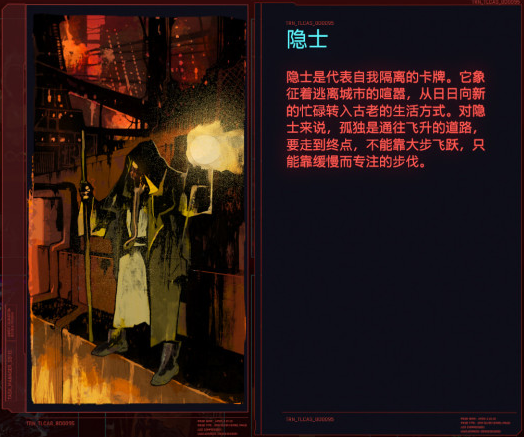 TRN_TLCAS_B00095
隐士
隐士是代表自我隔离的卡牌。它象
征着逃离城市的喧嚣，从日日向新
的忙碌转入古老的生活方式。对隐
士来说，孤独是通往飞升的道路，
要走到终点，不能靠大步飞跃，只
能靠缓慢而专注的步伐。
TRN_TLCAS_B00095
TRN_TLCAS_B00095